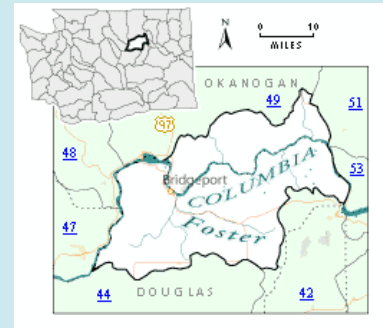 N
0 10
MILES
OKANOGAN
49
51
97
48
Bridgeport
COLUMBIA
53
Foster
47
44
DOUGLAS
42